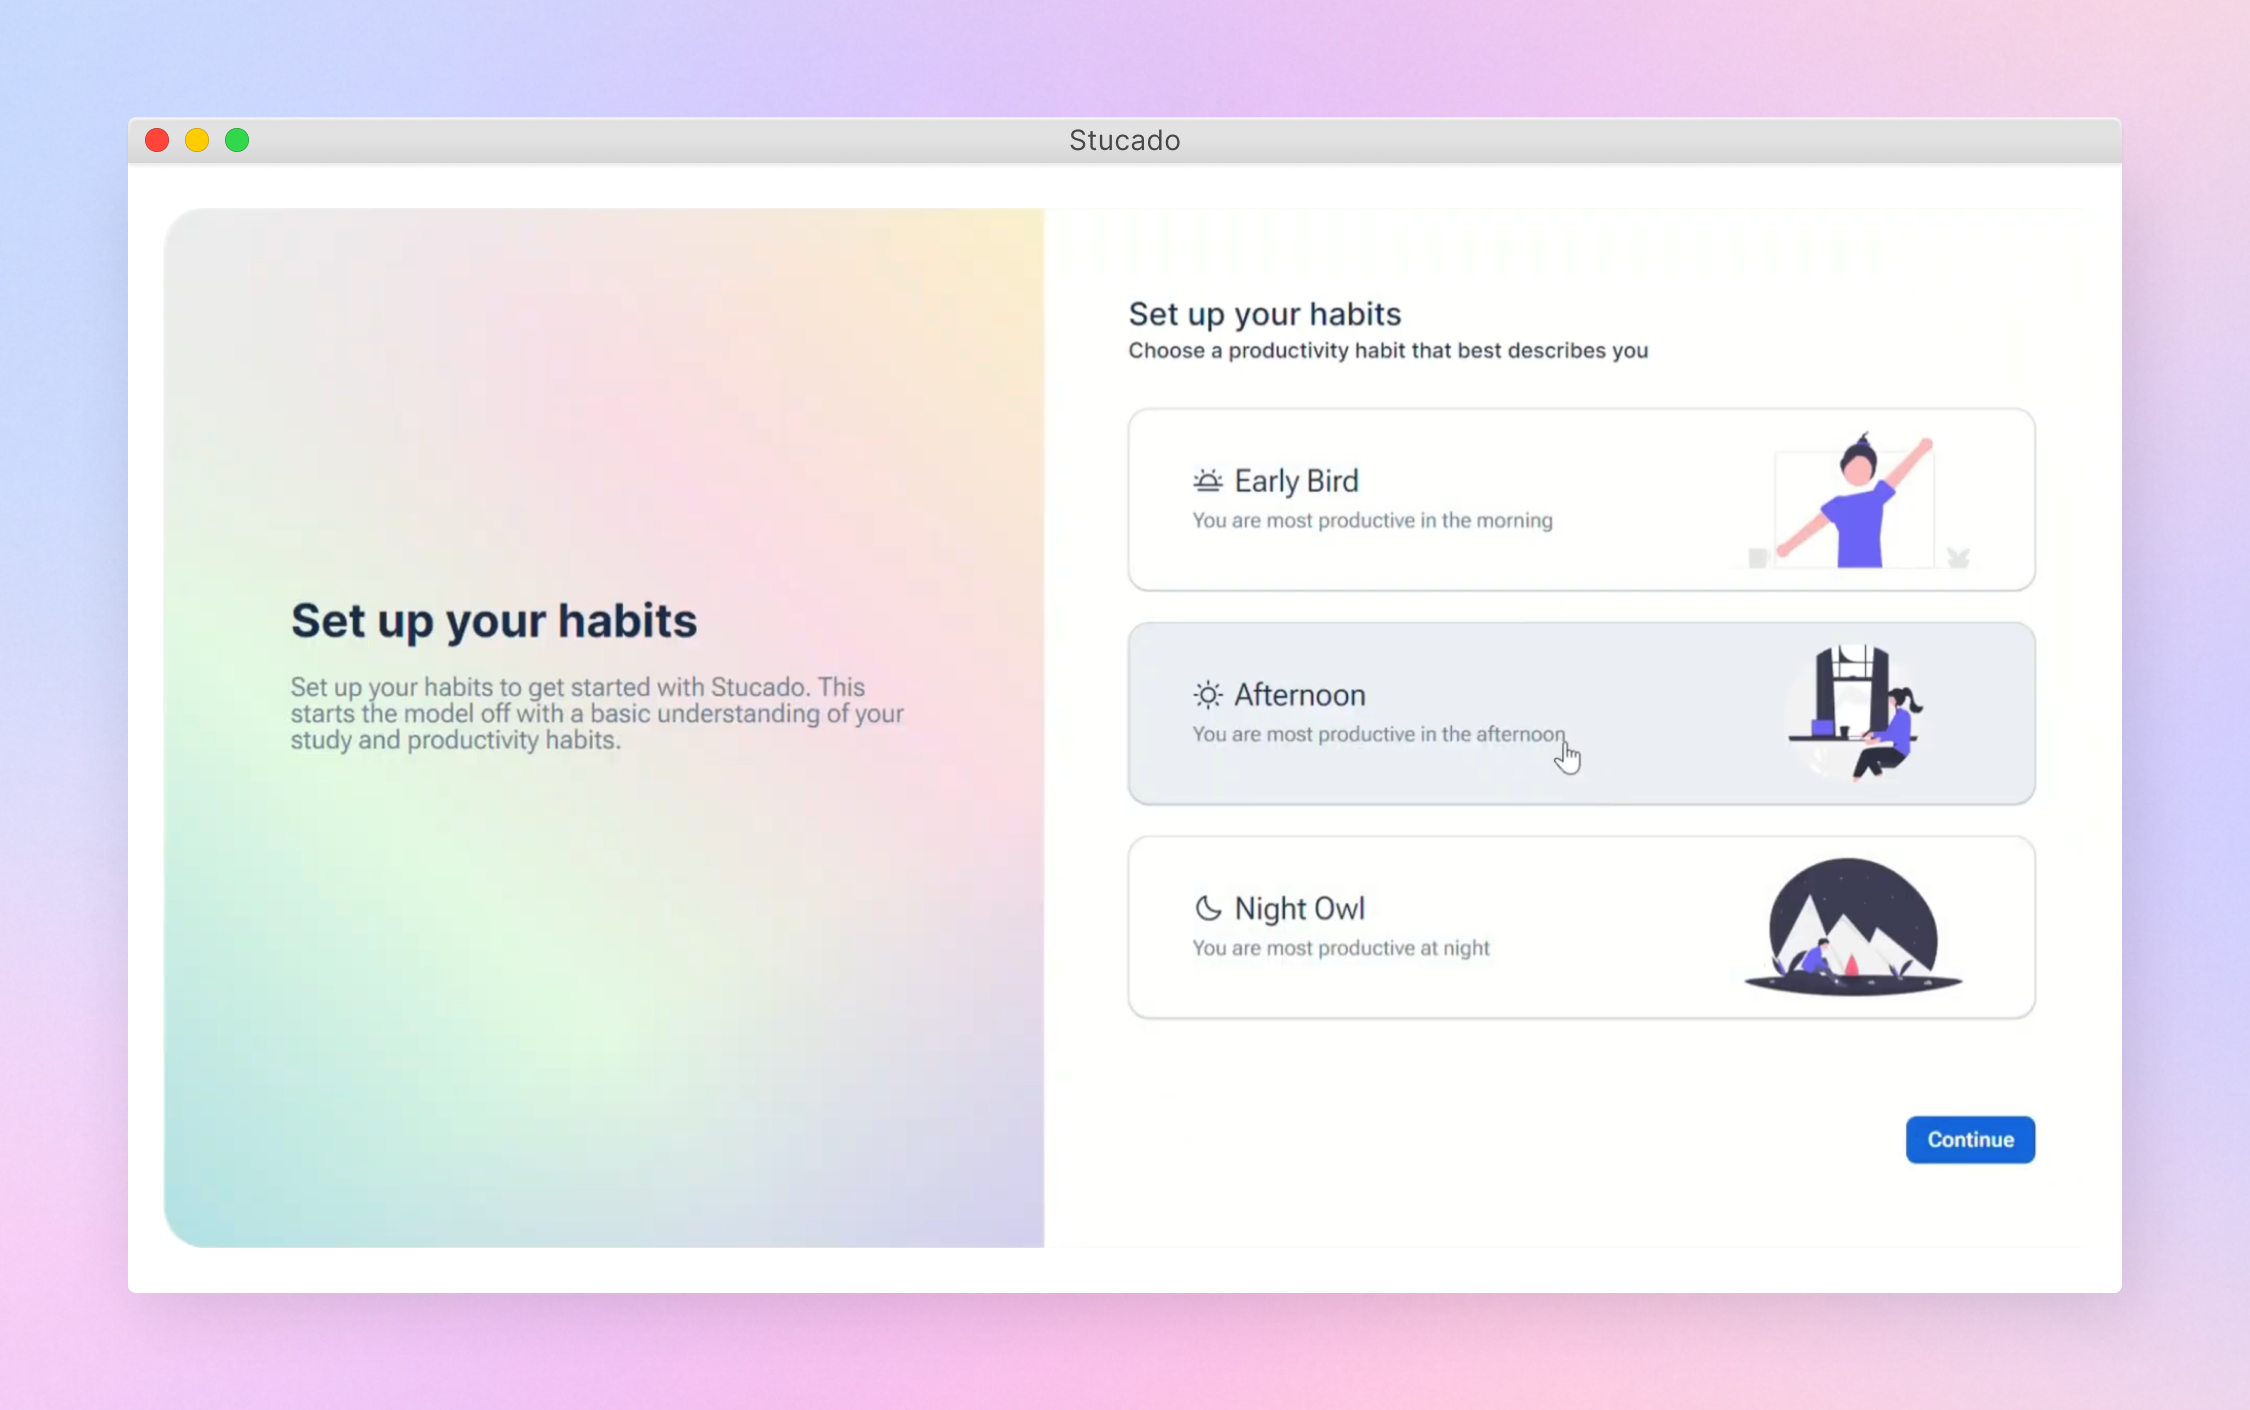 Stucado
Set up your habits
Set up your habits to get started with Stucado. This
starts the model off with a basic understanding of your
study and productivity habits.
Set up your habits
Choose a productivity habit that best describes you
Early Bird
You are most productive in the morning
Afternoon
You are most productive in the afternoon
Night Owl
You are most productive at night
Continue